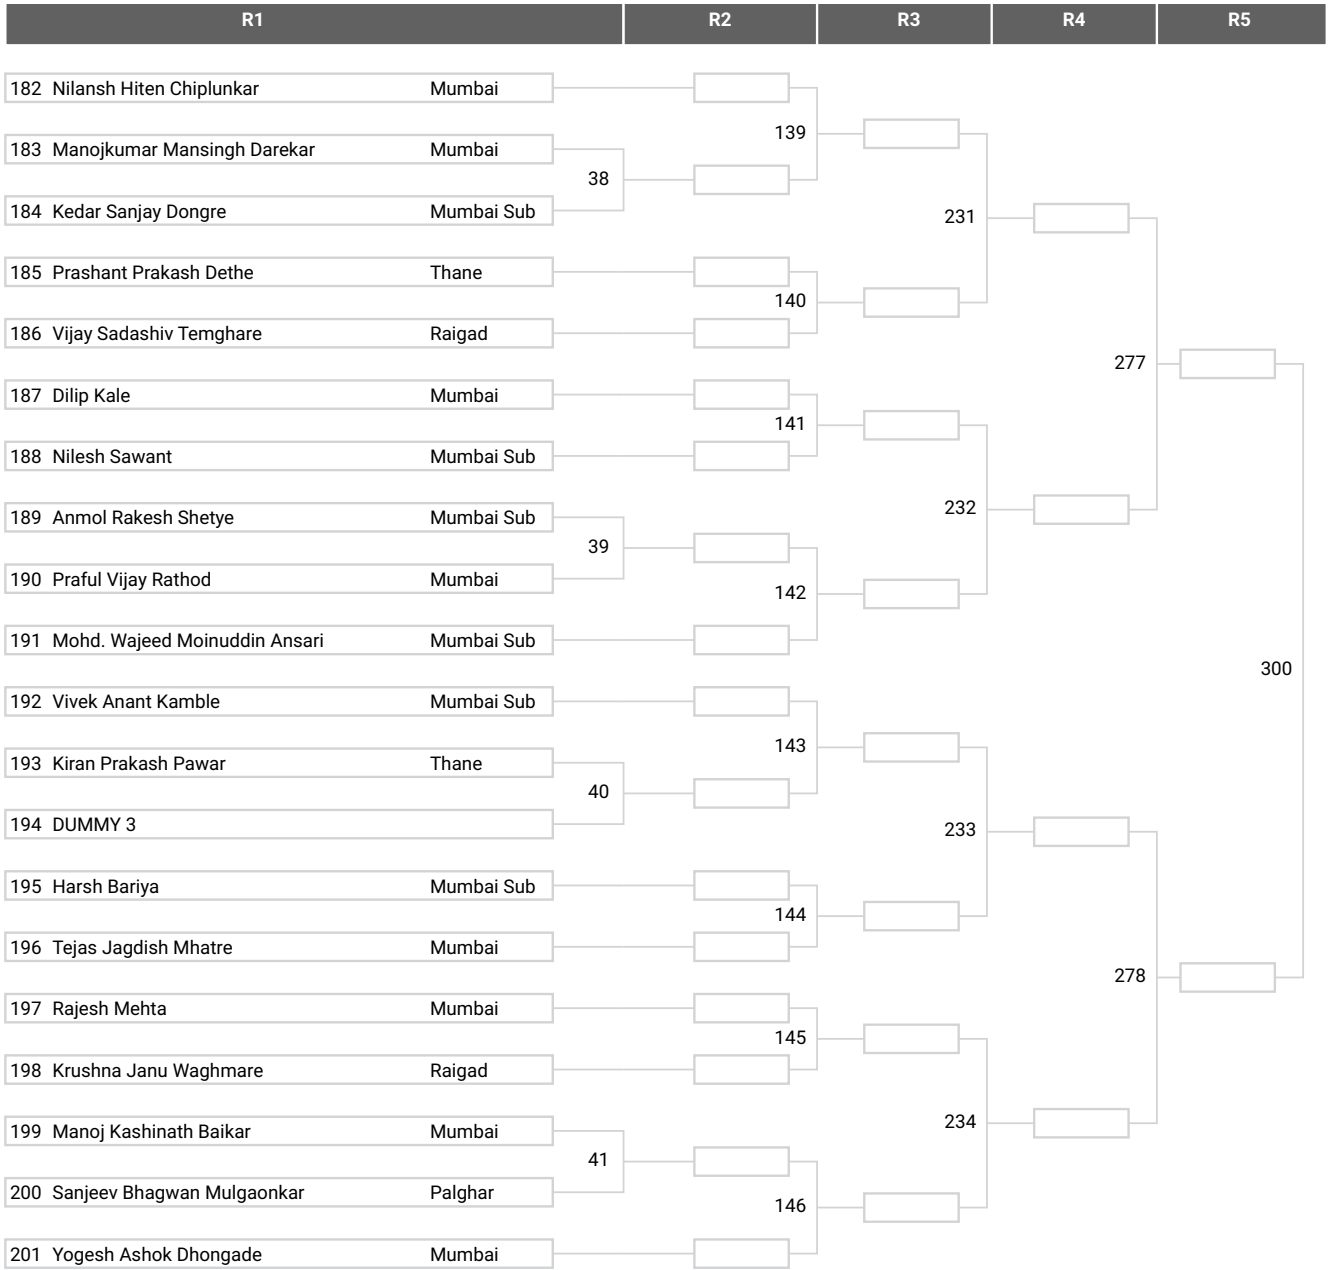 R1 R2 R3 R4 R5
182 Nilansh Hiten Chiplunkar Mumbai
139
183 Manojkumar Mansingh Darekar Mumbai
38
184 Kedar Sanjay Dongre Mumbai Sub
231
185 Prashant Prakash Dethe Thane
140
186 Vijay Sadashiv Temghare Raigad
277
187 Dilip Kale Mumbai
141
188 Nilesh Sawant Mumbai Sub
232
189 Anmol Rakesh Shetye Mumbai Sub
39
190 Praful Vijay Rathod Mumbai
142
191 Mohd. Wajeed Moinuddin Ansari Mumbai Sub
300
192 Vivek Anant Kamble Mumbai Sub
143
193 Kiran Prakash Pawar Thane
40
194 DUMMY 3
233
195 Harsh Bariya Mumbai Sub
144
196 Tejas Jagdish Mhatre Mumbai
278
197 Rajesh Mehta Mumbai
145
198 Krushna Janu Waghmare Raigad
234
199 Manoj Kashinath Baikar Mumbai
41
200 Sanjeev Bhagwan Mulgaonkar Palghar
146
201 Yogesh Ashok Dhongade Mumbai